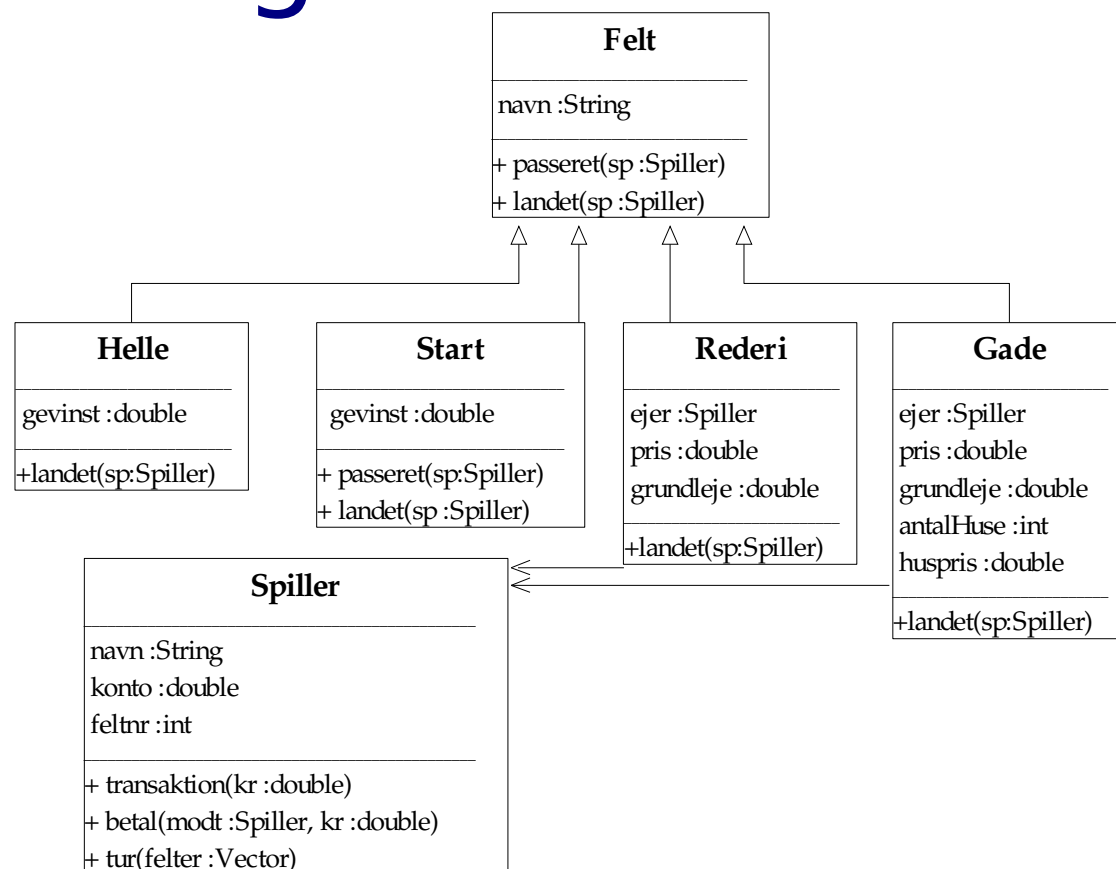 g
Felt
navn :String
+ passeret(sp :Spiller)
+ landet(sp :Spiller)
Helle
gevinst :double
+landet(sp:Spiller)
Start
gevinst :double
+ passeret(sp:Spiller)
+ landet(sp :Spiller)
Rederi
ejer :Spiller
pris :double
grundleje :double
+landet(sp:Spiller)
Gade
ejer :Spiller
pris :double
grundleje :double
antalHuse :int
huspris :double
+landet(sp:Spiller)
Spiller
navn :String
konto :double
feltnr :int
+ transaktion(kr :double)
+ betal(modt :Spiller, kr :double)
+ tur(felter :Vector)